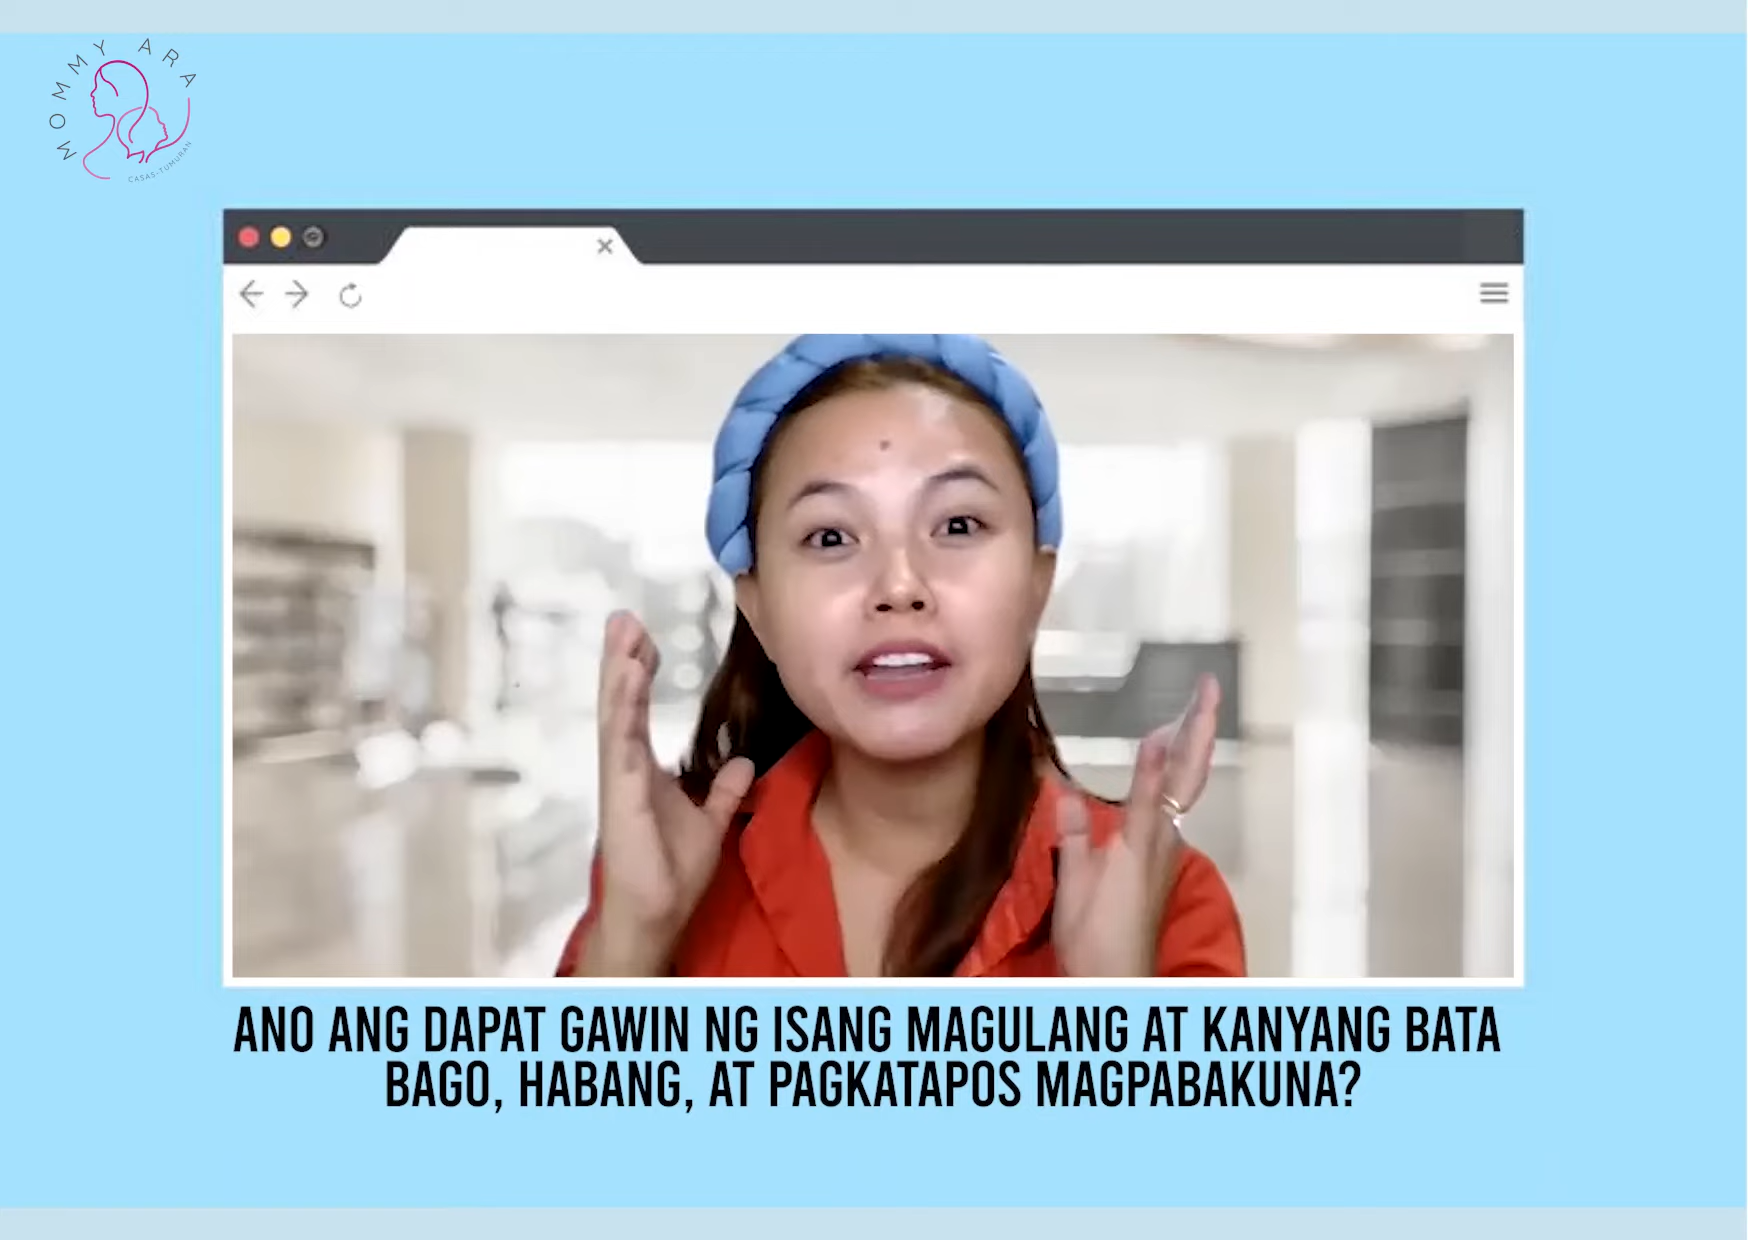 MOMMY ARA
CASAS-TUMURAN
ANO ANG DAPAT GAWIN NG ISANG MAGULANG AT KANYANG BATA
BAGO, HABANG, AT PAGKATAPOS MAGPABAKUNA?